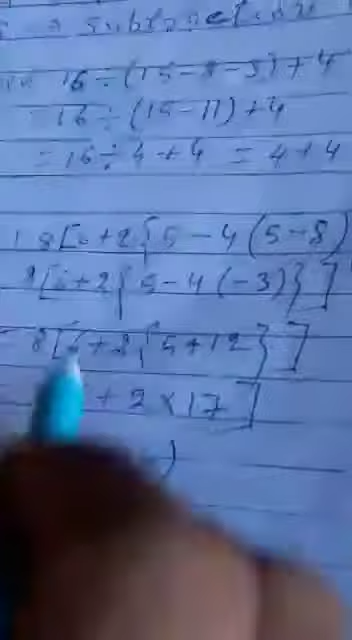 16 ÷ (15-8-3) + 4
= 16 ÷ (15-11) + 4
= 16 ÷ 4 + 4 = 4 + 4
8[6+2{5-4(5-8)
8[6+2{5-4(-3)}]
= 8[6+2{5+12}]
+ 2×17]
)